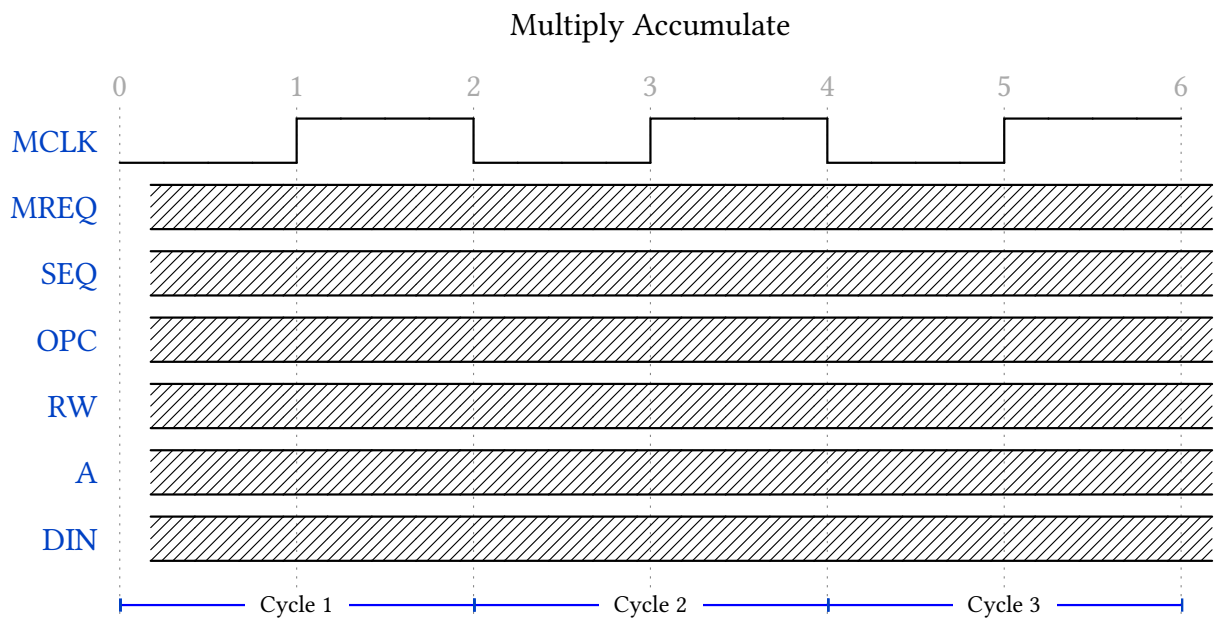 Multiply Accumulate
0 1 2 3 4 5 6
MCLK
MREQ
SEQ
OPC
RW
A
DIN
Cycle 1 Cycle 2 Cycle 3